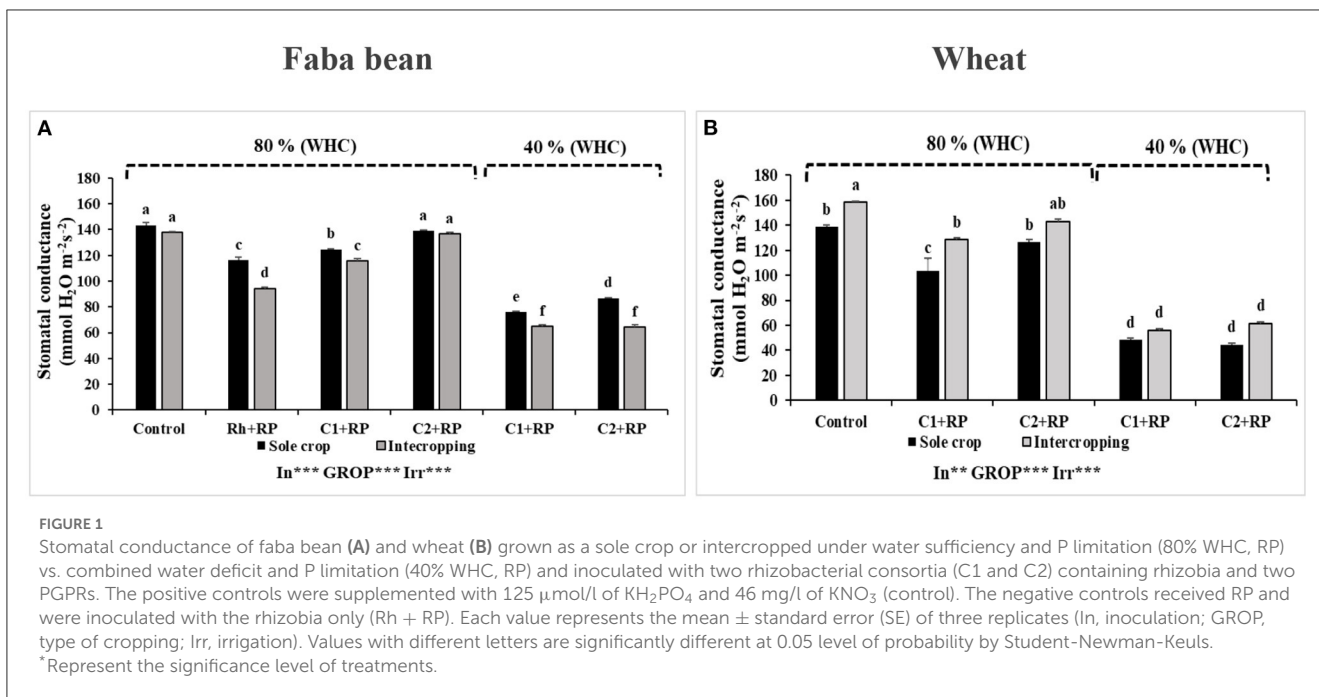 Faba bean
Wheat
A
80 % (WHC)
40 % (WHC)
Stomatal conductance
(mmol H₂O m⁻²s⁻²)
180
160
140
120
100
80
60
40
20
0
a
a
c
d
b
c
a
a
e
f
d
f
Control
Rh+RP
C1+RP
C2+RP
C1+RP
C2+RP
Sole crop
Intecropping
In*** GROP*** Irr***
B
80 % (WHC)
40 % (WHC)
Stomatal conductance
(mmol H₂O m⁻²s⁻²)
180
160
140
120
100
80
60
40
20
0
b
a
c
b
b
ab
d
d
d
d
Control
C1+RP
C2+RP
C1+RP
C2+RP
Sole crop
Intercropping
In** GROP*** Irr***
FIGURE 1
Stomatal conductance of faba bean (A) and wheat (B) grown as a sole crop or intercropped under water sufficiency and P limitation (80% WHC, RP)
vs. combined water deficit and P limitation (40% WHC, RP) and inoculated with two rhizobacterial consortia (C1 and C2) containing rhizobia and two
PGPRs. The positive controls were supplemented with 125 μmol/l of KH₂PO₄ and 46 mg/l of KNO₃ (control). The negative controls received RP and
were inoculated with the rhizobia only (Rh + RP). Each value represents the mean ± standard error (SE) of three replicates (In, inoculation; GROP,
type of cropping; Irr, irrigation). Values with different letters are significantly different at 0.05 level of probability by Student-Newman-Keuls.
*Represent the significance level of treatments.